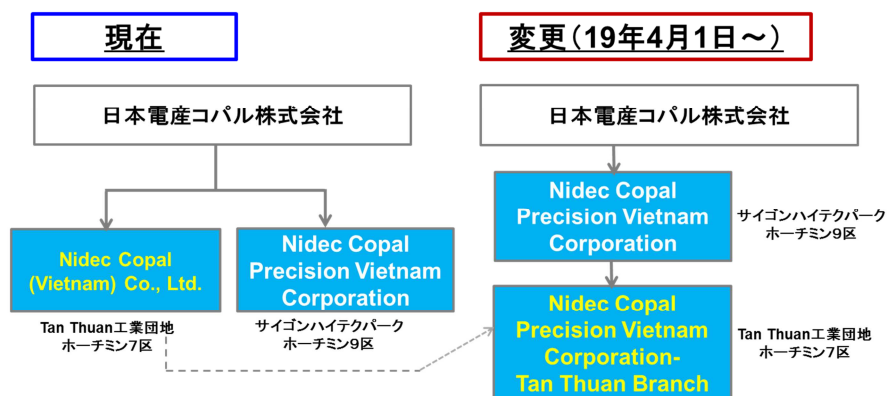 現在
日本電産コパル株式会社
Nidec Copal
(Vietnam) Co., Ltd.
Tan Thuan工業団地
ホーチミン7区
Nidec Copal
Precision Vietnam
Corporation
サイゴンハイテクパーク
ホーチミン9区
変更(19年4月1日～)
日本電産コパル株式会社
Nidec Copal
Precision Vietnam
Corporation
サイゴンハイテクパーク
ホーチミン9区
Nidec Copal
Precision Vietnam
Corporation-
Tan Thuan Branch
Tan Thuan工業団地
ホーチミン7区